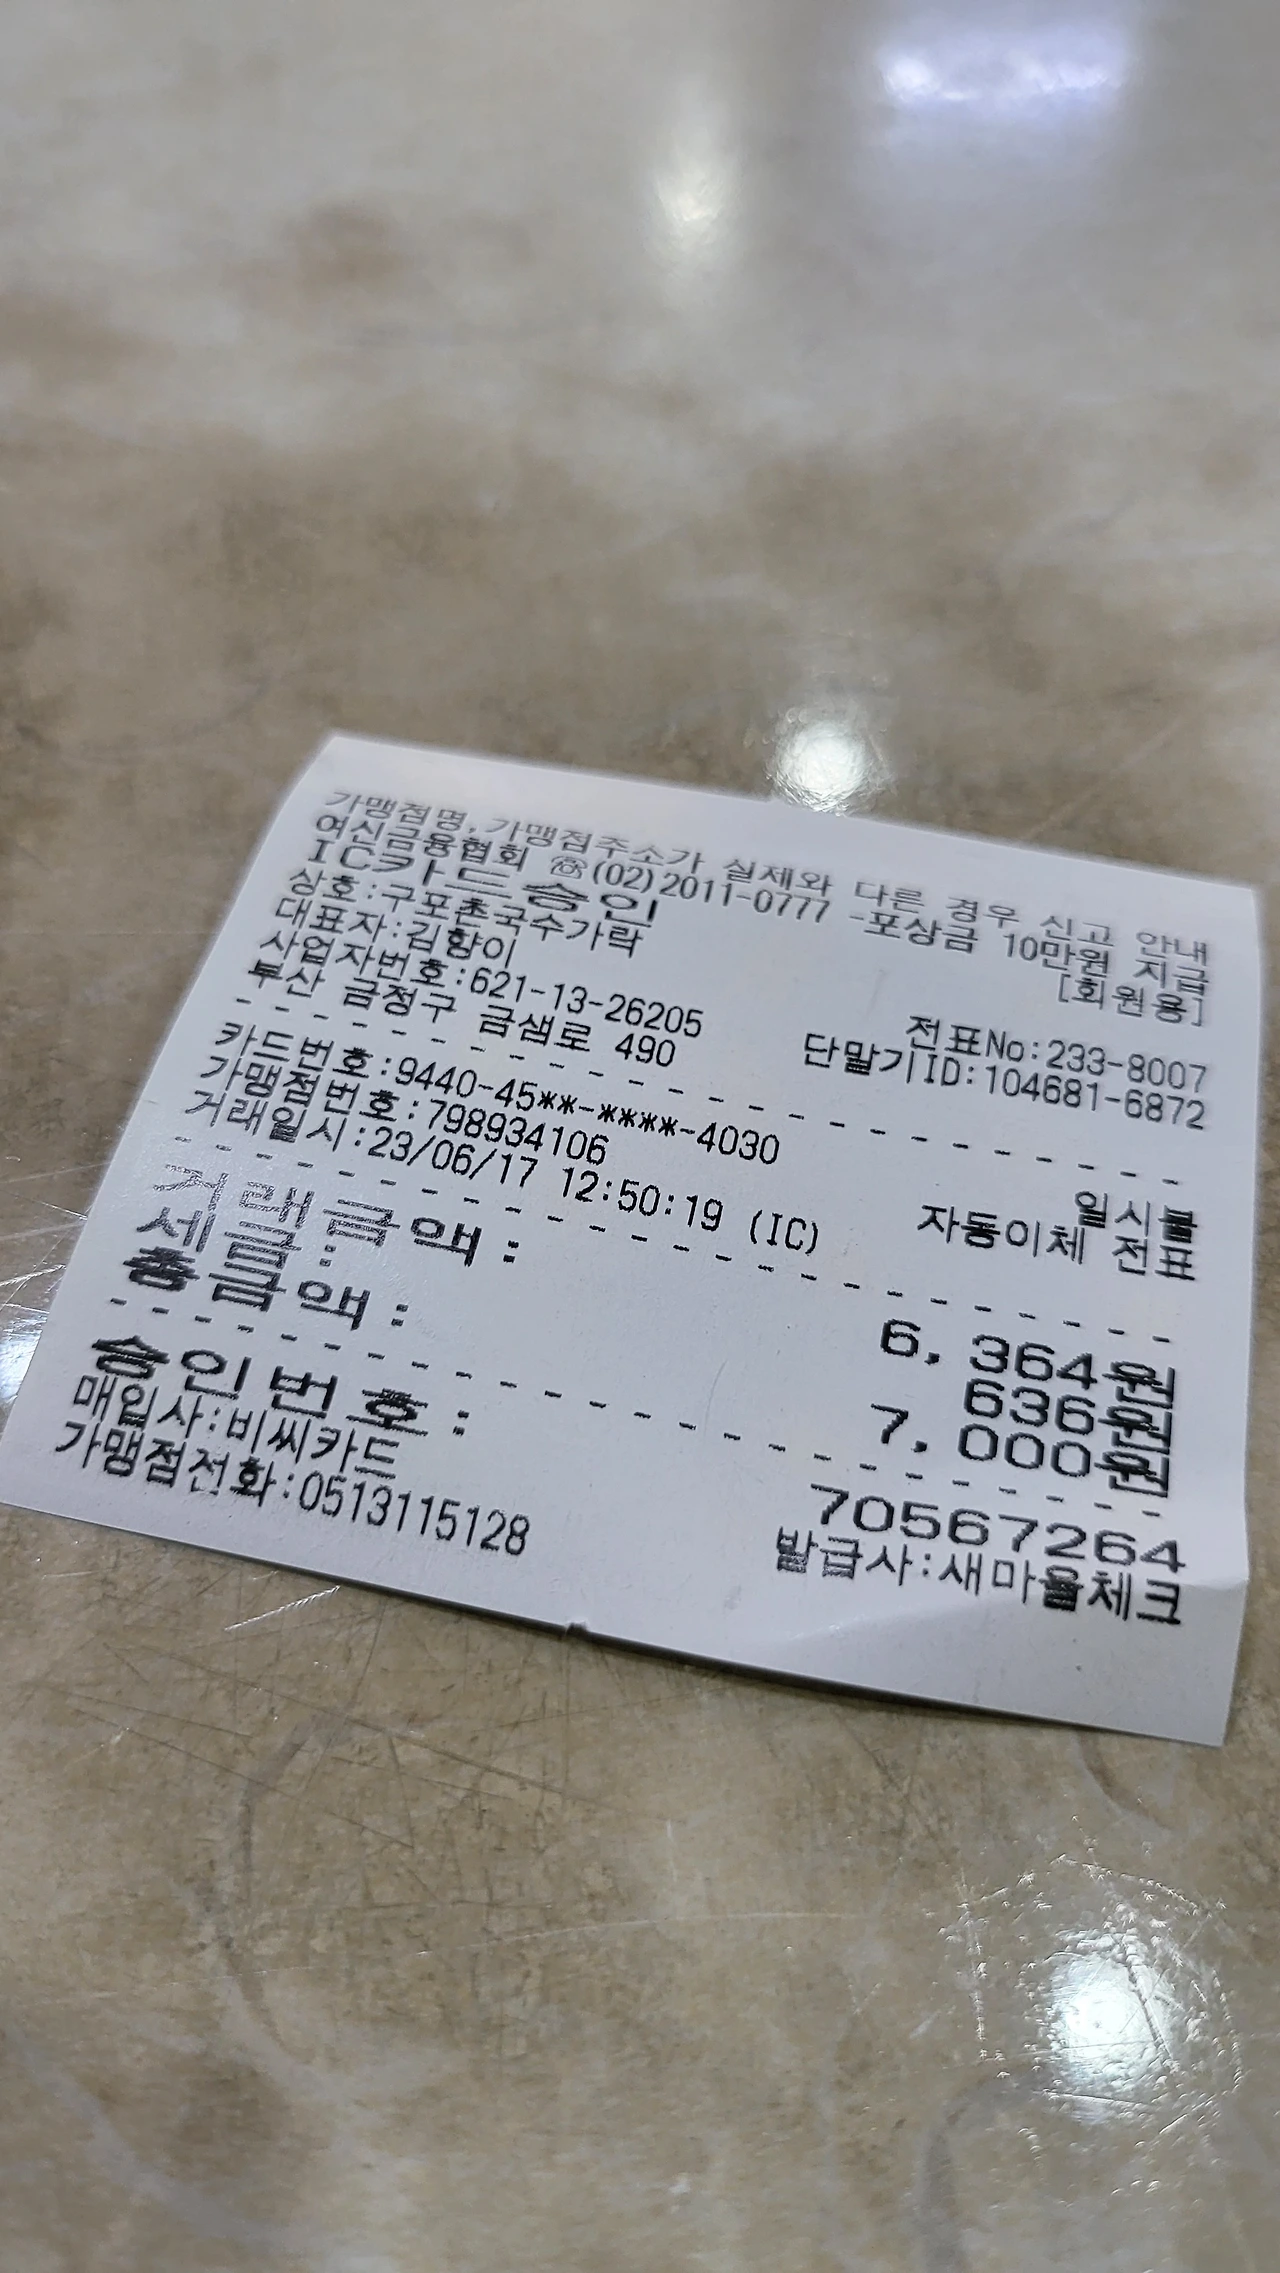 가맹점명,가맹점주소가 실제와 다른 경우 신고 안내
여신금융협회 ☏(02)2011-0777 -포상금 10만원 지급
IC카드승인 [회원용]
상호:구포촌국수가락
대표자:김향이 전표No:233-8007
사업자번호:621-13-26205 단말기ID:104681-6872
부산 금정구 금샘로 490
카드번호:9440-45**-****-4030
가맹점번호:798934106 일시불
거래일시:23/06/17 12:50:19 (IC) 자동이체 전표
거래금액: 6,364원
세금: 636원
총금액: 7,000원
승인번호: 70567264
매입사:비씨카드 발급사:새마을체크
가맹점전화:0513115128